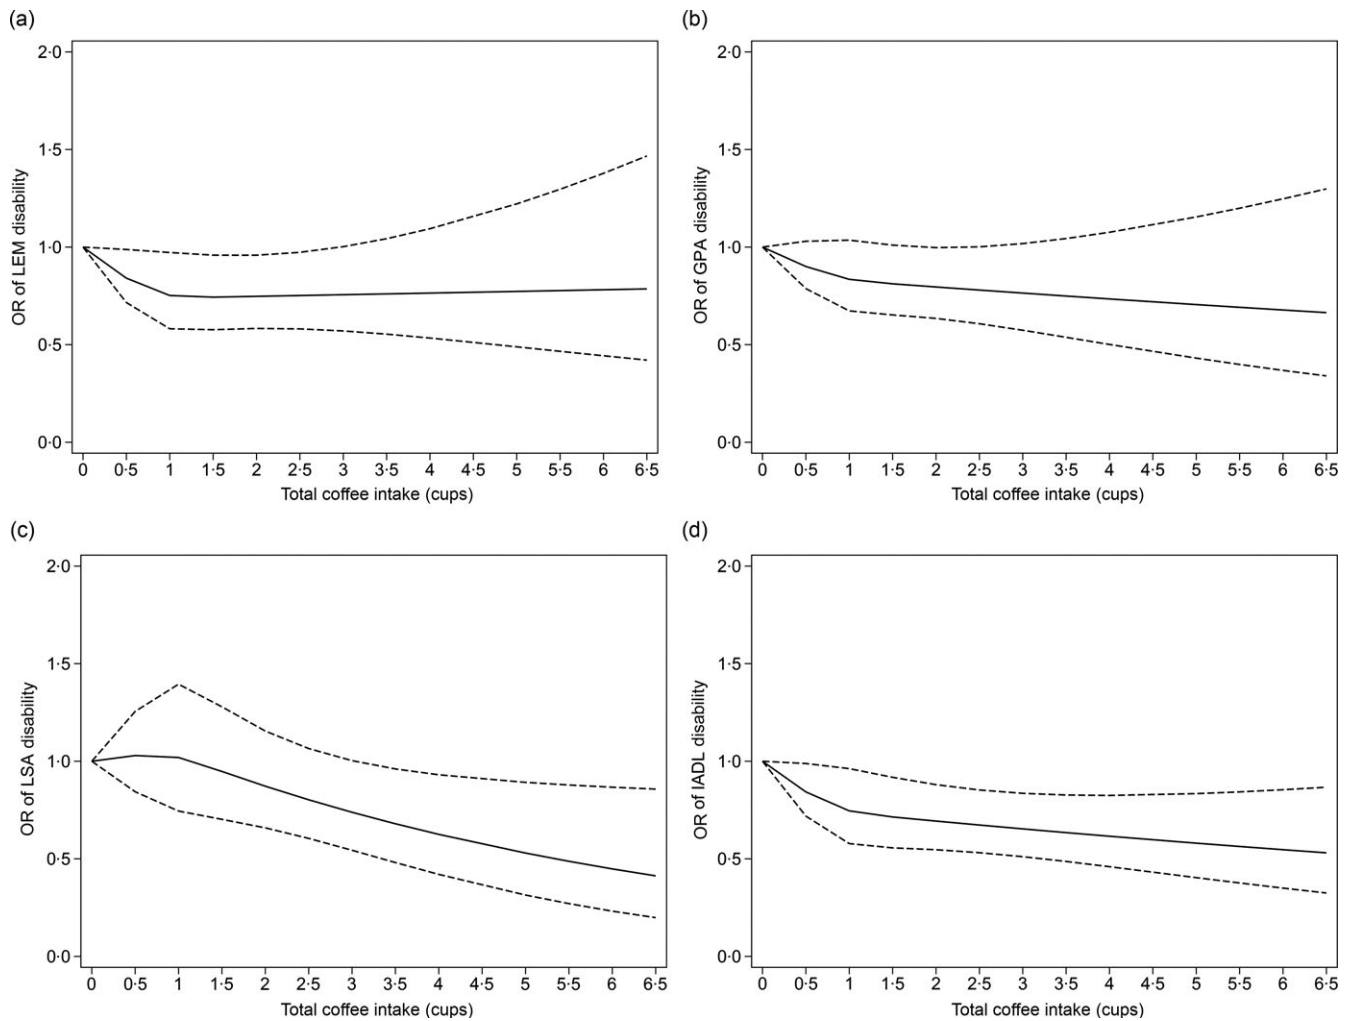 (a)
OR of LEM disability
2·0
1·5
1·0
0·5
0·0
0 0·5 1 1·5 2 2·5 3 3·5 4 4·5 5 5·5 6 6·5
Total coffee intake (cups)
(b)
OR of GPA disability
2·0
1·5
1·0
0·5
0·0
0 0·5 1 1·5 2 2·5 3 3·5 4 4·5 5 5·5 6 6·5
Total coffee intake (cups)
(c)
OR of LSA disability
2·0
1·5
1·0
0·5
0·0
0 0·5 1 1·5 2 2·5 3 3·5 4 4·5 5 5·5 6 6·5
Total coffee intake (cups)
(d)
OR of IADL disability
2·0
1·5
1·0
0·5
0·0
0 0·5 1 1·5 2 2·5 3 3·5 4 4·5 5 5·5 6 6·5
Total coffee intake (cups)